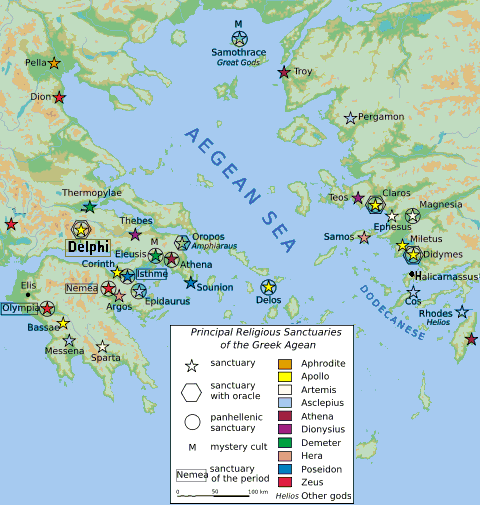 M
Samothrace
Great Gods
Pella
Troy
Dion
Pergamon
AEGEAN SEA
Thermopylae
Teos
Claros
Magnesia
Ephesus
Thebes
Oropos
Amphiaraus
Samos
Miletus
Delphi
M
Eleusis
Athena
Didymes
Corinth
Isthme
Halicarnassus
Elis
Nemea
Sounion
Delos
Cos
Argos
Epidaurus
DODECANESE
Rhodes
Helios
Olympia
Bassae
Messena
Sparta
Principal Religious Sanctuaries
of the Greek Agean
sanctuary
sanctuary
with oracle
panhellenic
sanctuary
M mystery cult
Nemea sanctuary
of the period
0 50 100 km
Aphrodite
Apollo
Artemis
Asclepius
Athena
Dionysius
Demeter
Hera
Poseidon
Zeus
Helios Other gods